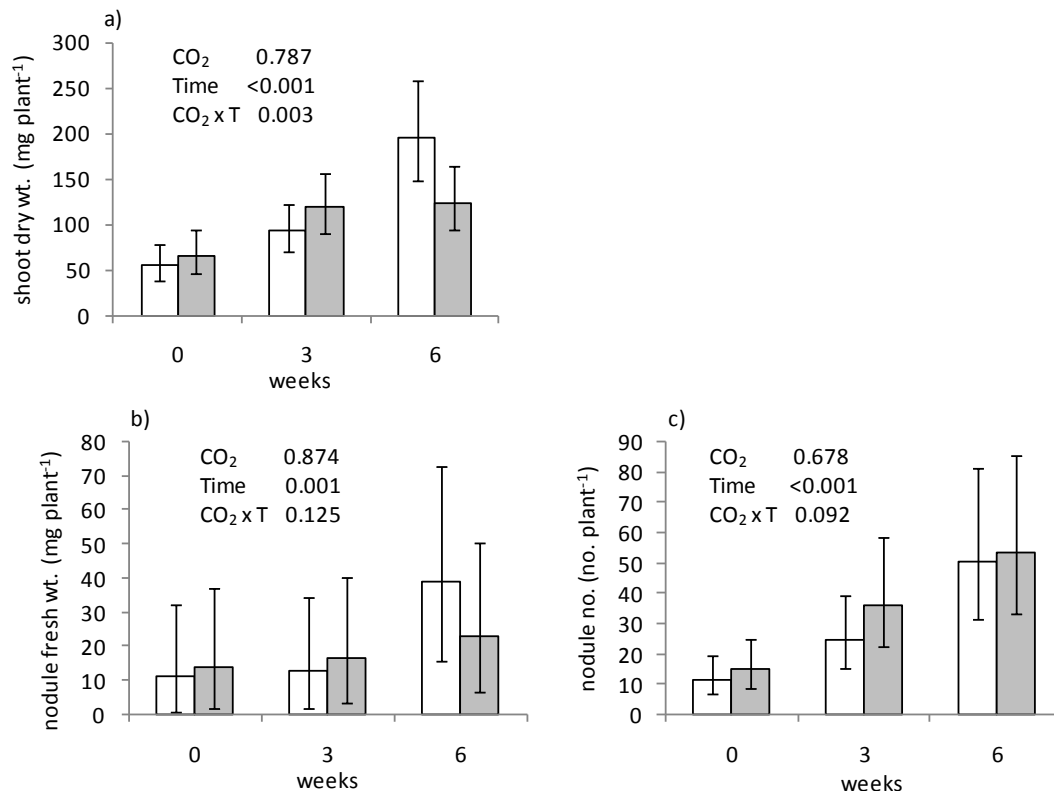 a)
shoot dry wt. (mg plant⁻¹)
300
250
200
150
100
50
0
CO₂ 0.787
Time <0.001
CO₂ x T 0.003
0 3 6
weeks
b)
nodule fresh wt. (mg plant⁻¹)
80
70
60
50
40
30
20
10
0
CO₂ 0.874
Time 0.001
CO₂ x T 0.125
0 3 6
weeks
c)
nodule no. (no. plant⁻¹)
90
80
70
60
50
40
30
20
10
0
CO₂ 0.678
Time <0.001
CO₂ x T 0.092
0 3 6
weeks